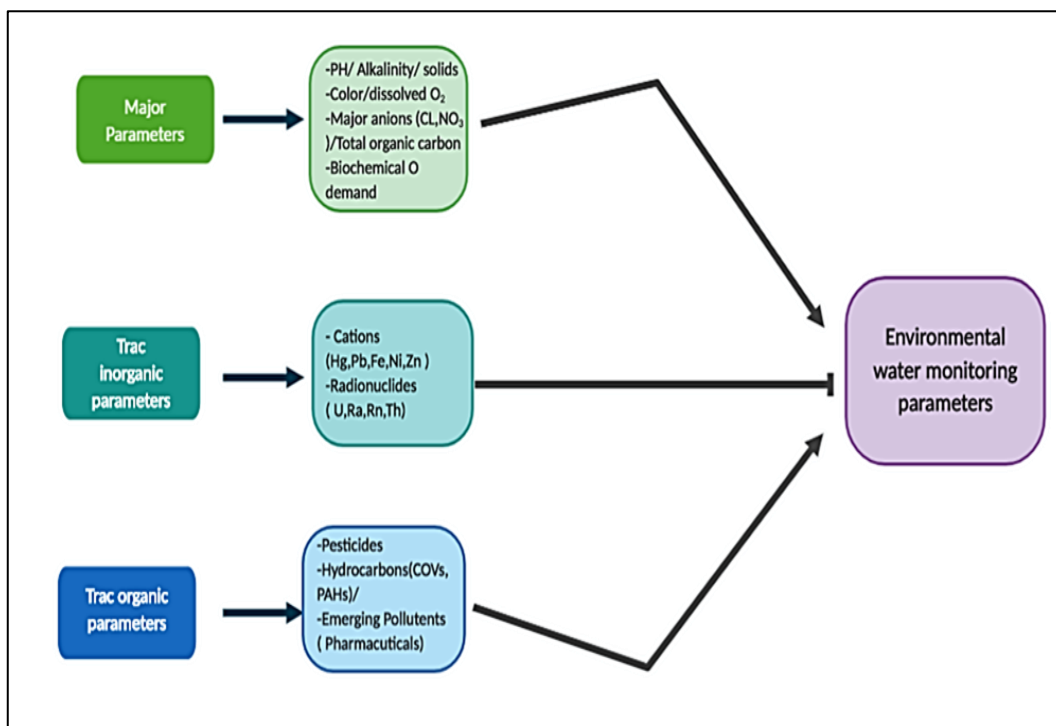 Major
Parameters
-PH/ Alkalinity/ solids
-Color/dissolved O₂
-Major anions (CL,NO₃
)/Total organic carbon
-Biochemical O
demand
Trac
inorganic
parameters
- Cations
(Hg,Pb,Fe,Ni,Zn )
-Radionuclides
( U,Ra,Rn,Th)
Trac organic
parameters
-Pesticides
-Hydrocarbons(COVs,
PAHs)/
-Emerging Pollutents
( Pharmacuticals)
Environmental
water monitoring
parameters